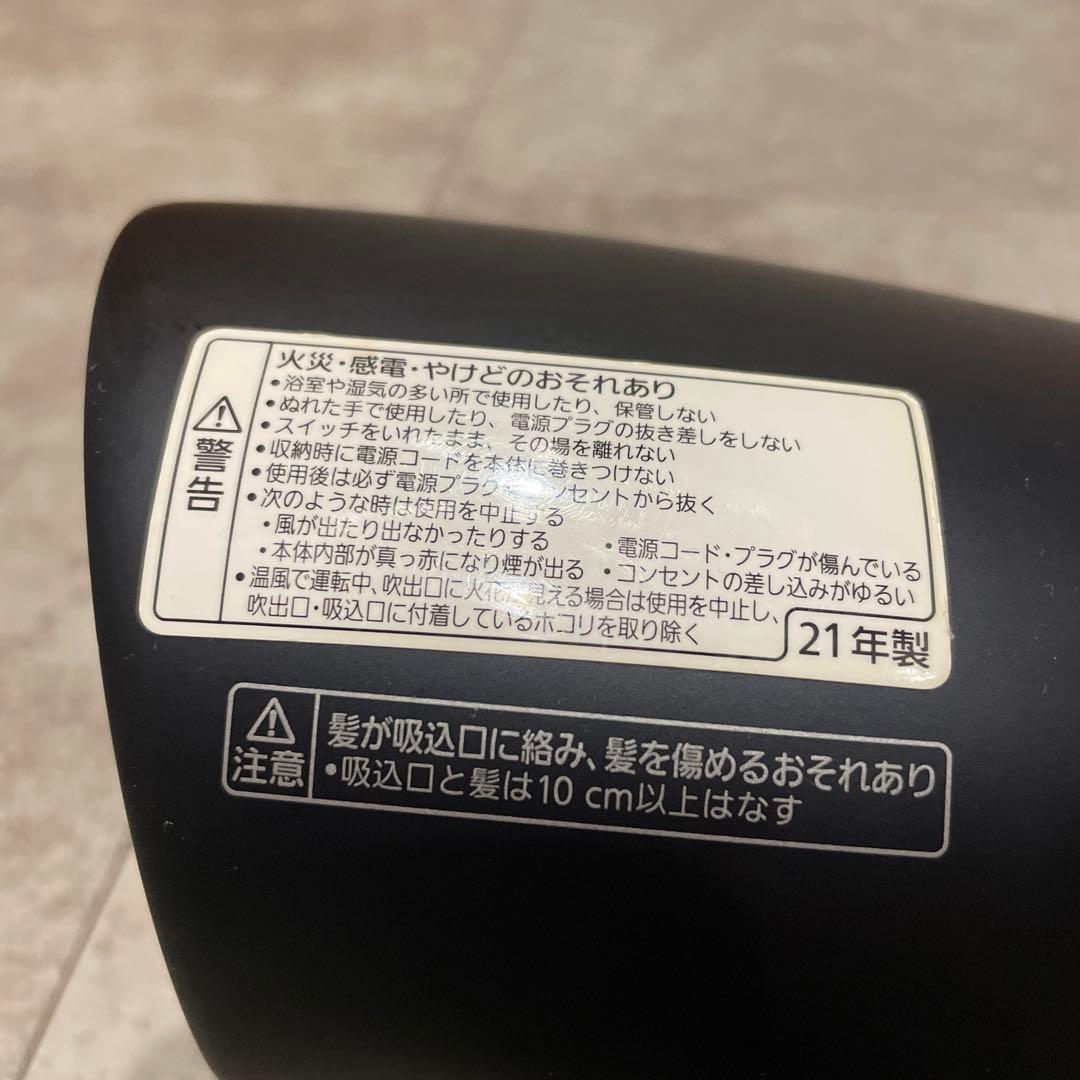 警告
火災・感電・やけどのおそれあり
•浴室や湿気の多い所で使用したり、保管しない
•ぬれた手で使用したり、電源プラグの抜き差しをしない
•スイッチをいれたまま、その場を離れない
•収納時に電源コードを本体に巻きつけない
•使用後は必ず電源プラグをコンセントから抜く
•次のような時は使用を中止する
・風が出たり出なかったりする ・電源コード・プラグが傷んでいる
・本体内部が真っ赤になり煙が出る ・コンセントの差し込みがゆるい
•温風で運転中、吹出口に火花が見える場合は使用を中止し、
吹出口・吸込口に付着しているホコリを取り除く
21年製
注意
髪が吸込口に絡み、髪を傷めるおそれあり
•吸込口と髪は10 cm以上はなす